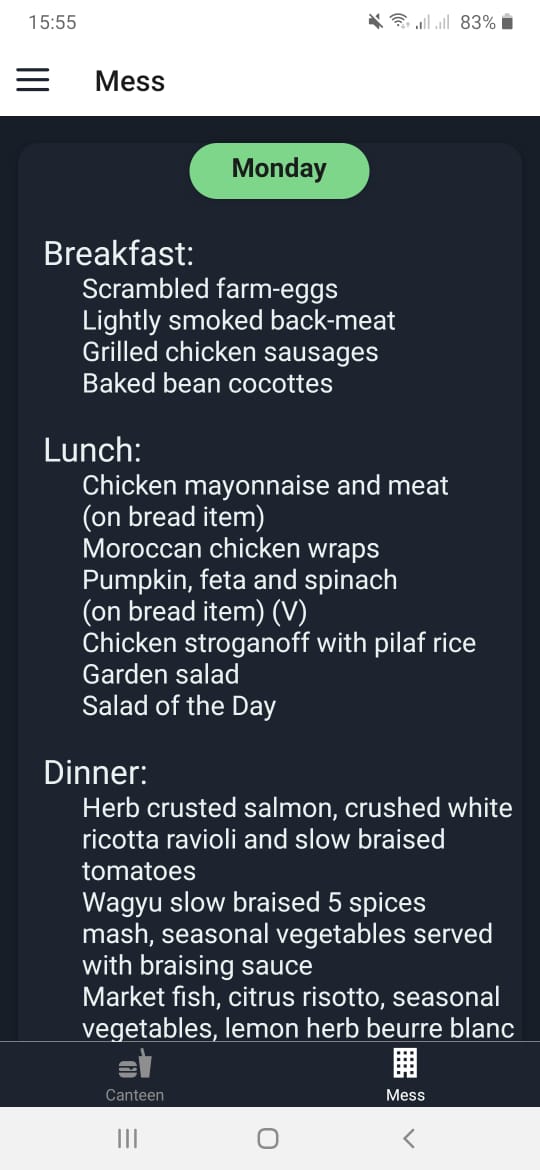 15:55
83%
Mess
Monday
Breakfast:
Scrambled farm-eggs
Lightly smoked back-meat
Grilled chicken sausages
Baked bean cocottes
Lunch:
Chicken mayonnaise and meat
(on bread item)
Moroccan chicken wraps
Pumpkin, feta and spinach
(on bread item) (V)
Chicken stroganoff with pilaf rice
Garden salad
Salad of the Day
Dinner:
Herb crusted salmon, crushed white
ricotta ravioli and slow braised
tomatoes
Wagyu slow braised 5 spices
mash, seasonal vegetables served
with braising sauce
Market fish, citrus risotto, seasonal
vegetables, lemon herb beurre blanc
Canteen
Mess